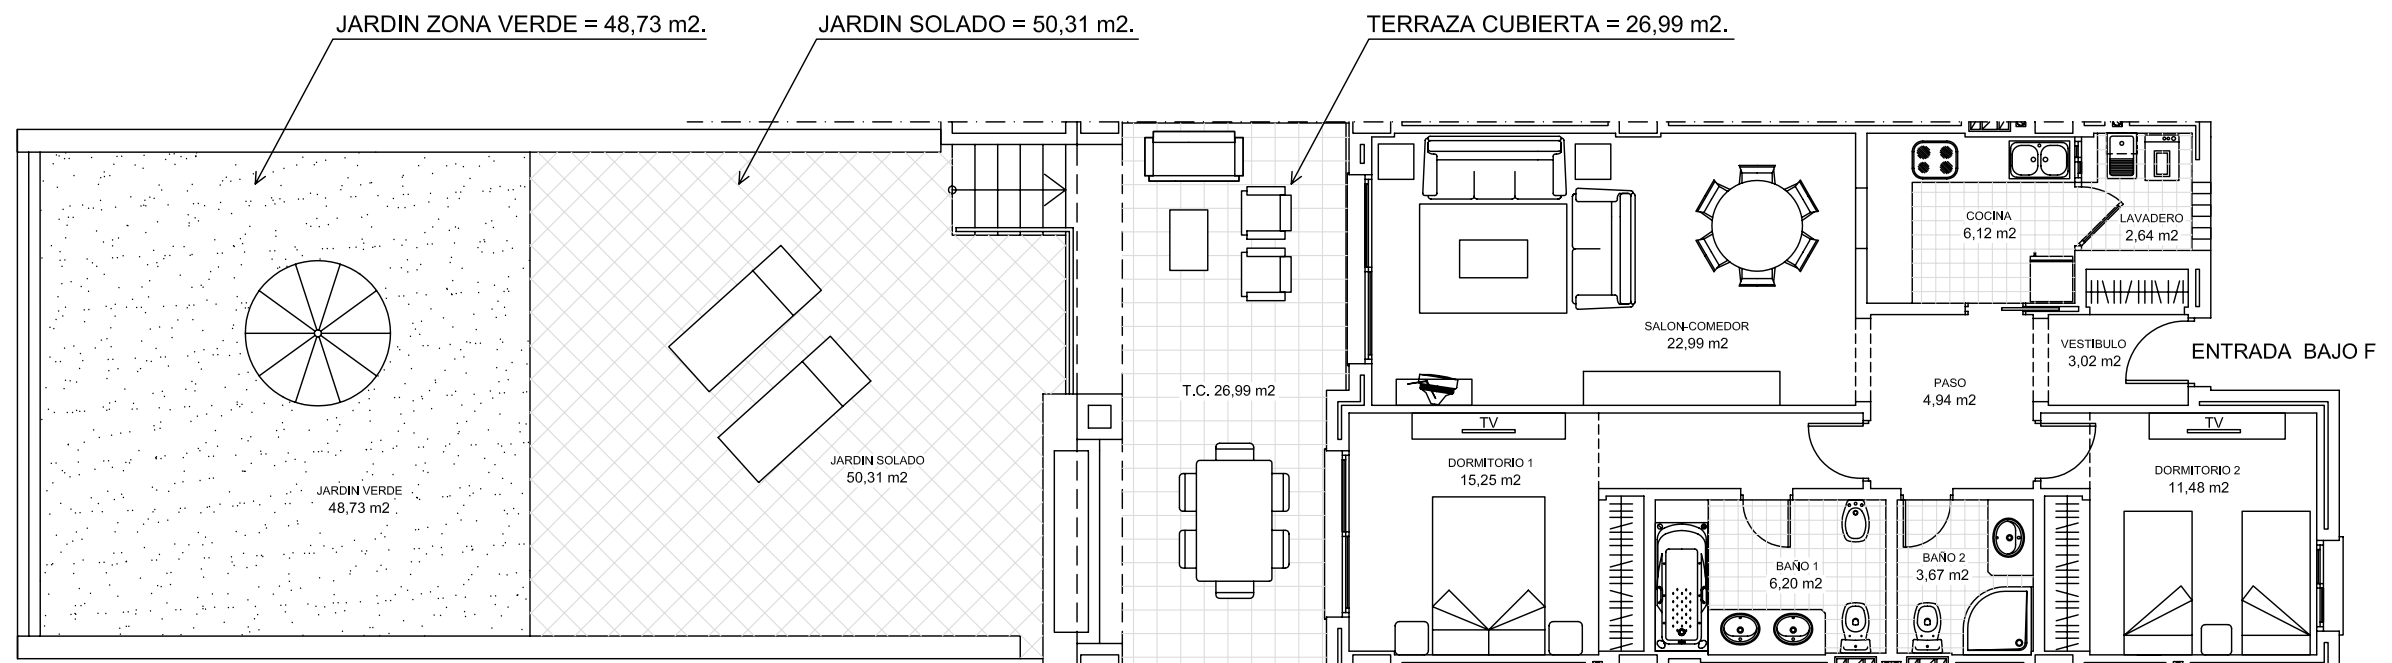 JARDIN ZONA VERDE = 48,73 m2.
JARDIN SOLADO = 50,31 m2.
TERRAZA CUBIERTA = 26,99 m2.
COCINA
6,12 m2
LAVADERO
2,64 m2
SALON-COMEDOR
22,99 m2
VESTIBULO
3,02 m2
ENTRADA BAJO F
T.C. 26,99 m2
PASO
4,94 m2
TV
TV
JARDIN SOLADO
50,31 m2
DORMITORIO 1
15,25 m2
DORMITORIO 2
11,48 m2
JARDIN VERDE
48,73 m2
BAÑO 1
6,20 m2
BAÑO 2
3,67 m2